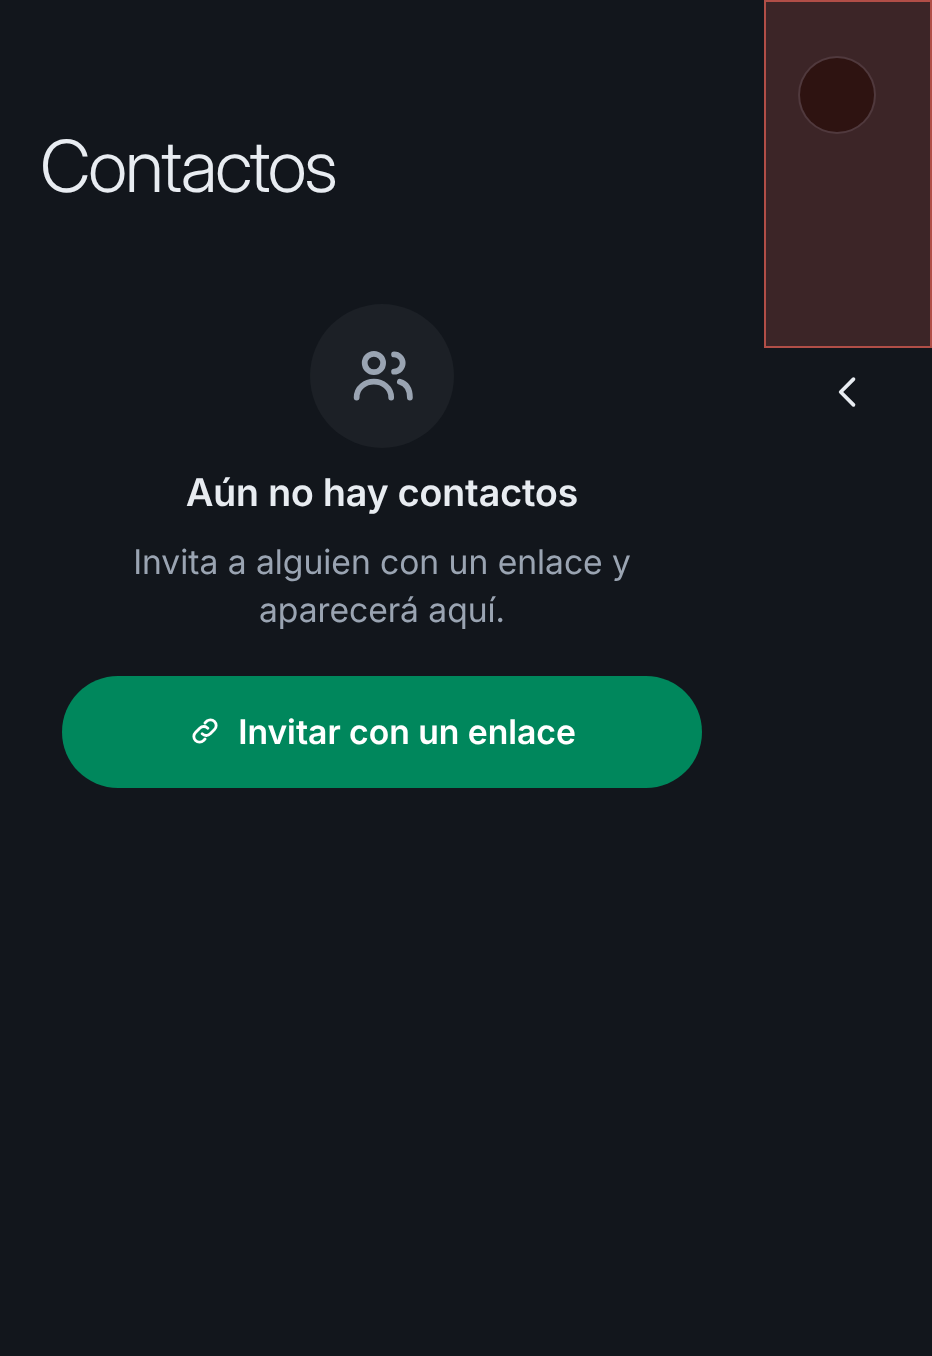 Contactos
Aún no hay contactos
Invita a alguien con un enlace y
aparecerá aquí.
Invitar con un enlace